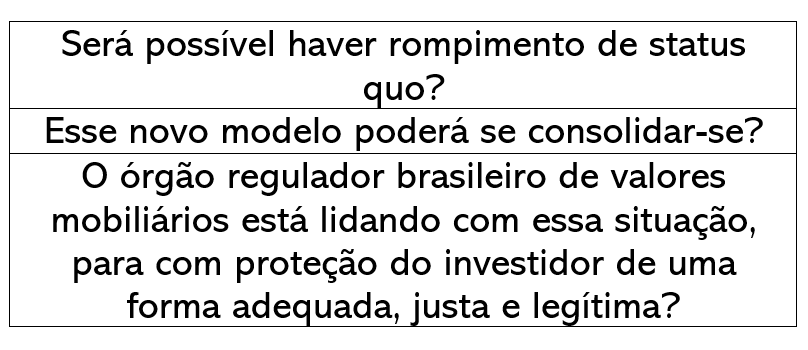 Será possível haver rompimento de status
quo?
Esse novo modelo poderá se consolidar-se?
O órgão regulador brasileiro de valores
mobiliários está lidando com essa situação,
para com proteção do investidor de uma
forma adequada, justa e legítima?